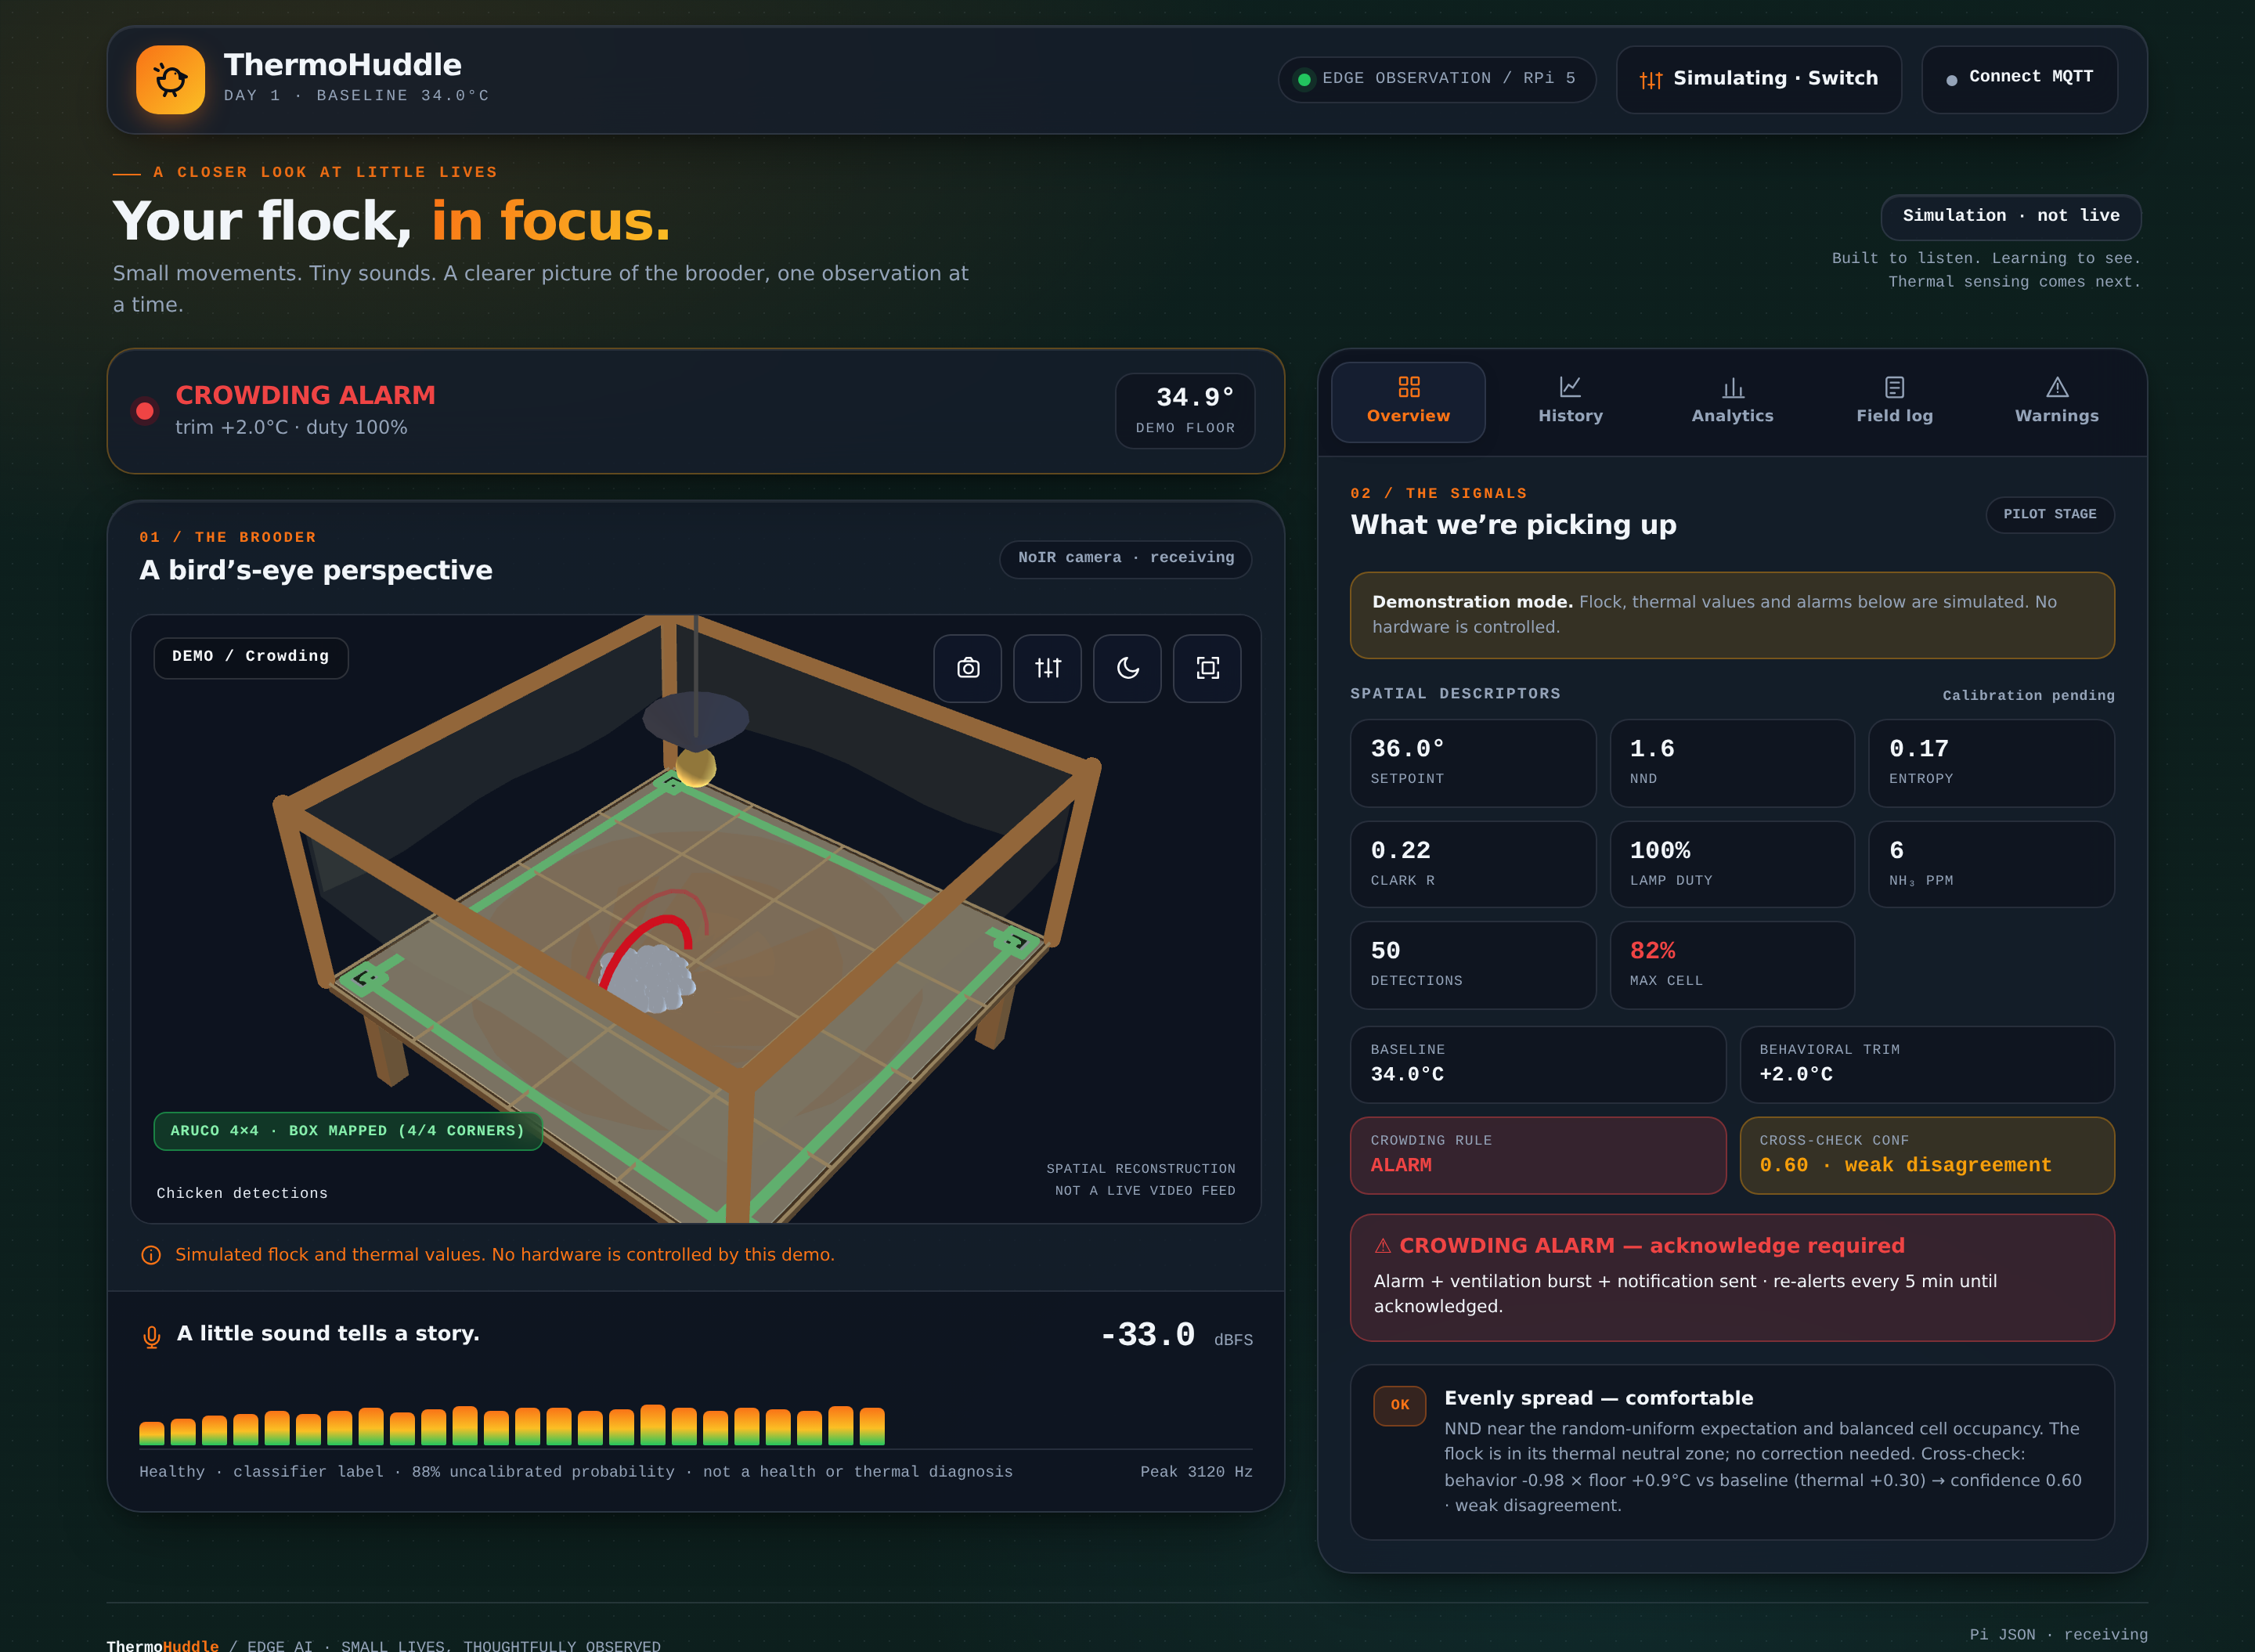 ThermoHuddle
DAY 1 · BASELINE 34.0°C
EDGE OBSERVATION / RPi 5
Simulating · Switch
Connect MQTT
A CLOSER LOOK AT LITTLE LIVES
Your flock, in focus.
Small movements. Tiny sounds. A clearer picture of the brooder, one observation at
a time.
Simulation · not live
Built to listen. Learning to see.
Thermal sensing comes next.
CROWDING ALARM
trim +2.0°C · duty 100%
34.9°
DEMO FLOOR
01 / THE BROODER
A bird’s-eye perspective
NoIR camera · receiving
DEMO / Crowding
ARUCO 4×4 · BOX MAPPED (4/4 CORNERS)
Chicken detections
SPATIAL RECONSTRUCTION
NOT A LIVE VIDEO FEED
Simulated flock and thermal values. No hardware is controlled by this demo.
A little sound tells a story.
-33.0 dBFS
Healthy · classifier label · 88% uncalibrated probability · not a health or thermal diagnosis
Peak 3120 Hz
Overview
History
Analytics
Field log
Warnings
02 / THE SIGNALS
What we’re picking up
PILOT STAGE
Demonstration mode. Flock, thermal values and alarms below are simulated. No
hardware is controlled.
SPATIAL DESCRIPTORS
Calibration pending
36.0°
SETPOINT
1.6
NND
0.17
ENTROPY
0.22
CLARK R
100%
LAMP DUTY
6
NH₃ PPM
50
DETECTIONS
82%
MAX CELL
BASELINE
34.0°C
BEHAVIORAL TRIM
+2.0°C
CROWDING RULE
ALARM
CROSS-CHECK CONF
0.60 · weak disagreement
⚠ CROWDING ALARM — acknowledge required
Alarm + ventilation burst + notification sent · re-alerts every 5 min until
acknowledged.
OK
Evenly spread — comfortable
NND near the random-uniform expectation and balanced cell occupancy. The
flock is in its thermal neutral zone; no correction needed. Cross-check:
behavior -0.98 × floor +0.9°C vs baseline (thermal +0.30) → confidence 0.60
· weak disagreement.
ThermoHuddle / EDGE AI · SMALL LIVES, THOUGHTFULLY OBSERVED
Pi JSON · receiving